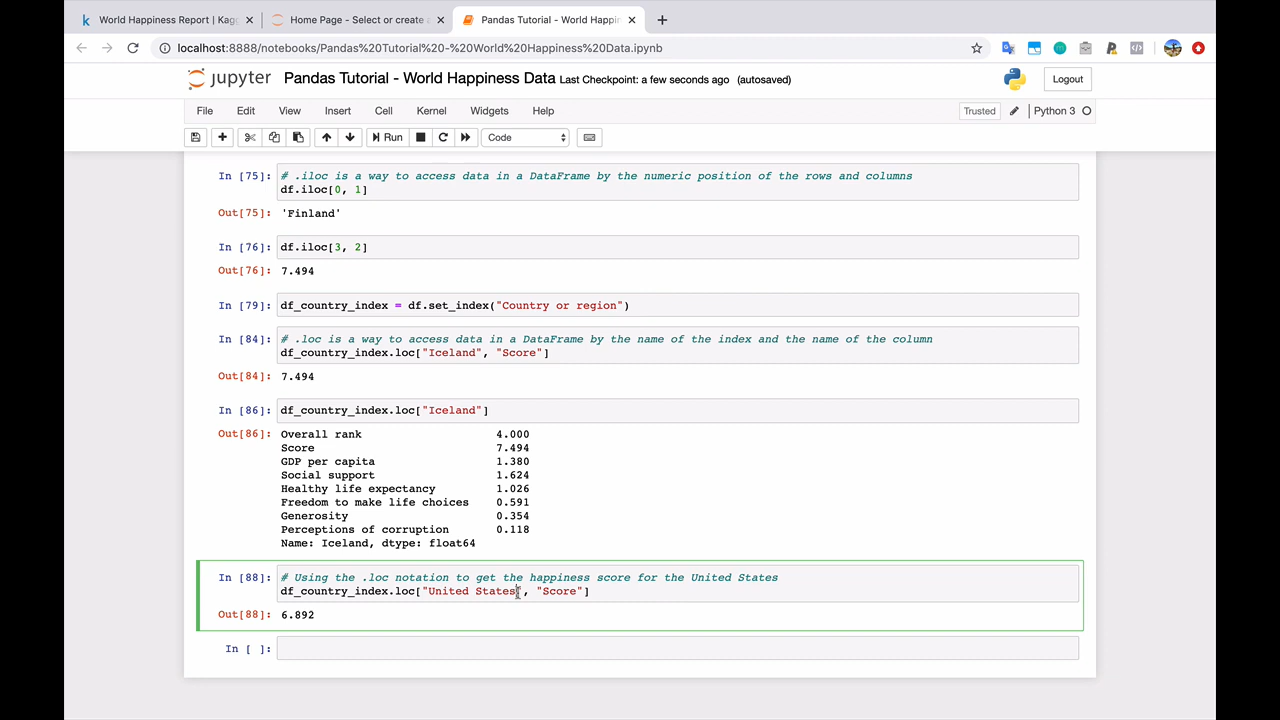 World Happiness Report | Kag
Home Page - Select or create a
Pandas Tutorial - World Happin
localhost:8888/notebooks/Pandas%20Tutorial%20-%20World%20Happiness%20Data.ipynb
jupyter Pandas Tutorial - World Happiness Data Last Checkpoint: a few seconds ago (autosaved) Logout
File Edit View Insert Cell Kernel Widgets Help Trusted Python 3
Run Code
In [75]: # .iloc is a way to access data in a DataFrame by the numeric position of the rows and columns
df.iloc[0, 1]
Out[75]: 'Finland'
In [76]: df.iloc[3, 2]
Out[76]: 7.494
In [79]: df_country_index = df.set_index("Country or region")
In [84]: # .loc is a way to access data in a DataFrame by the name of the index and the name of the column
df_country_index.loc["Iceland", "Score"]
Out[84]: 7.494
In [86]: df_country_index.loc["Iceland"]
Out[86]: Overall rank 4.000
Score 7.494
GDP per capita 1.380
Social support 1.624
Healthy life expectancy 1.026
Freedom to make life choices 0.591
Generosity 0.354
Perceptions of corruption 0.118
Name: Iceland, dtype: float64
In [88]: # Using the .loc notation to get the happiness score for the United States
df_country_index.loc["United States", "Score"]
Out[88]: 6.892
In [ ]: